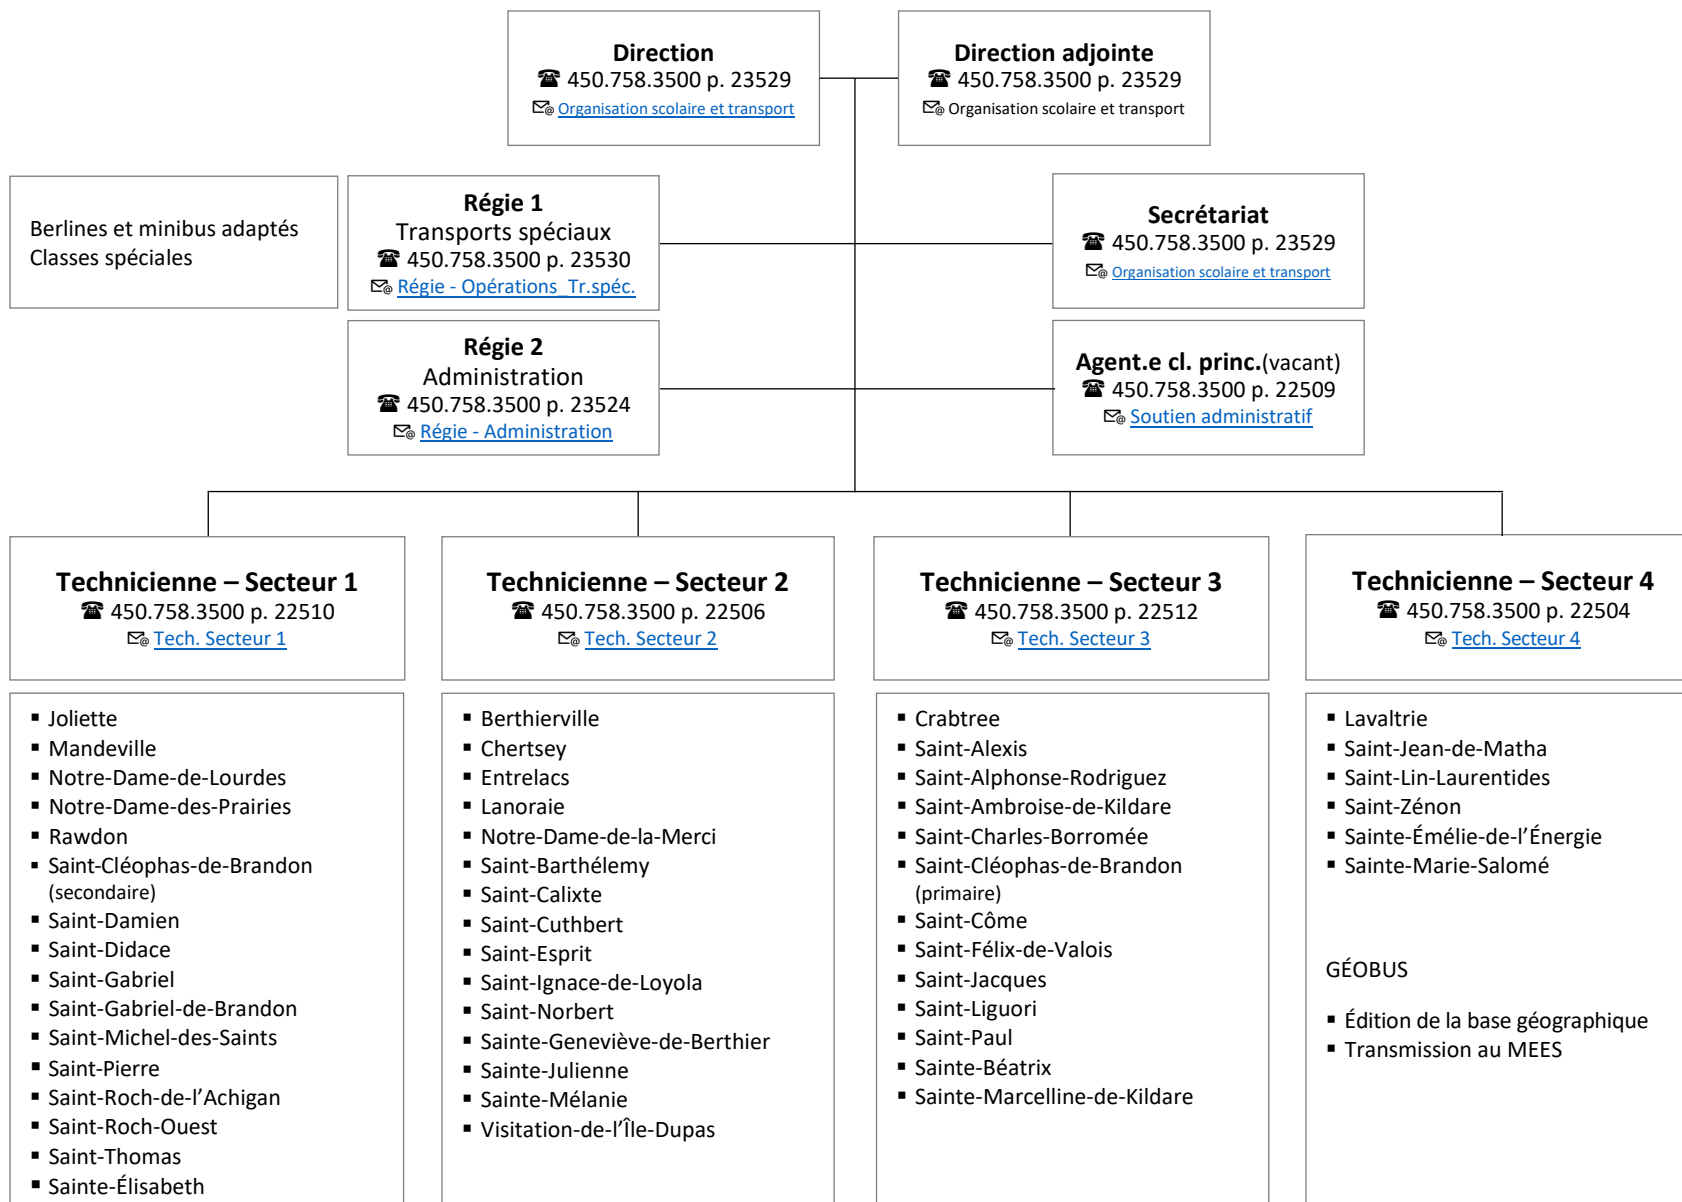 Direction
☎ 450.758.3500 p. 23529
Organisation scolaire et transport
Direction adjointe
☎ 450.758.3500 p. 23529
Organisation scolaire et transport
Berlines et minibus adaptés
Classes spéciales
Régie 1
Transports spéciaux
☎ 450.758.3500 p. 23530
Régie - Opérations_Tr.spéc.
Secrétariat
☎ 450.758.3500 p. 23529
Organisation scolaire et transport
Régie 2
Administration
☎ 450.758.3500 p. 23524
Régie - Administration
Agent.e cl. princ.(vacant)
☎ 450.758.3500 p. 22509
Soutien administratif
Technicienne – Secteur 1
☎ 450.758.3500 p. 22510
Tech. Secteur 1
Technicienne – Secteur 2
☎ 450.758.3500 p. 22506
Tech. Secteur 2
Technicienne – Secteur 3
☎ 450.758.3500 p. 22512
Tech. Secteur 3
Technicienne – Secteur 4
☎ 450.758.3500 p. 22504
Tech. Secteur 4
▪ Joliette
▪ Mandeville
▪ Notre-Dame-de-Lourdes
▪ Notre-Dame-des-Prairies
▪ Rawdon
▪ Saint-Cléophas-de-Brandon
(secondaire)
▪ Saint-Damien
▪ Saint-Didace
▪ Saint-Gabriel
▪ Saint-Gabriel-de-Brandon
▪ Saint-Michel-des-Saints
▪ Saint-Pierre
▪ Saint-Roch-de-l’Achigan
▪ Saint-Roch-Ouest
▪ Saint-Thomas
▪ Sainte-Élisabeth
▪ Berthierville
▪ Chertsey
▪ Entrelacs
▪ Lanoraie
▪ Notre-Dame-de-la-Merci
▪ Saint-Barthélemy
▪ Saint-Calixte
▪ Saint-Cuthbert
▪ Saint-Esprit
▪ Saint-Ignace-de-Loyola
▪ Saint-Norbert
▪ Sainte-Geneviève-de-Berthier
▪ Sainte-Julienne
▪ Sainte-Mélanie
▪ Visitation-de-l’Île-Dupas
▪ Crabtree
▪ Saint-Alexis
▪ Saint-Alphonse-Rodriguez
▪ Saint-Ambroise-de-Kildare
▪ Saint-Charles-Borromée
▪ Saint-Cléophas-de-Brandon
(primaire)
▪ Saint-Côme
▪ Saint-Félix-de-Valois
▪ Saint-Jacques
▪ Saint-Liguori
▪ Saint-Paul
▪ Sainte-Béatrix
▪ Sainte-Marcelline-de-Kildare
▪ Lavaltrie
▪ Saint-Jean-de-Matha
▪ Saint-Lin-Laurentides
▪ Saint-Zénon
▪ Sainte-Émélie-de-l’Énergie
▪ Sainte-Marie-Salomé
GÉOBUS
▪ Édition de la base géographique
▪ Transmission au MEES